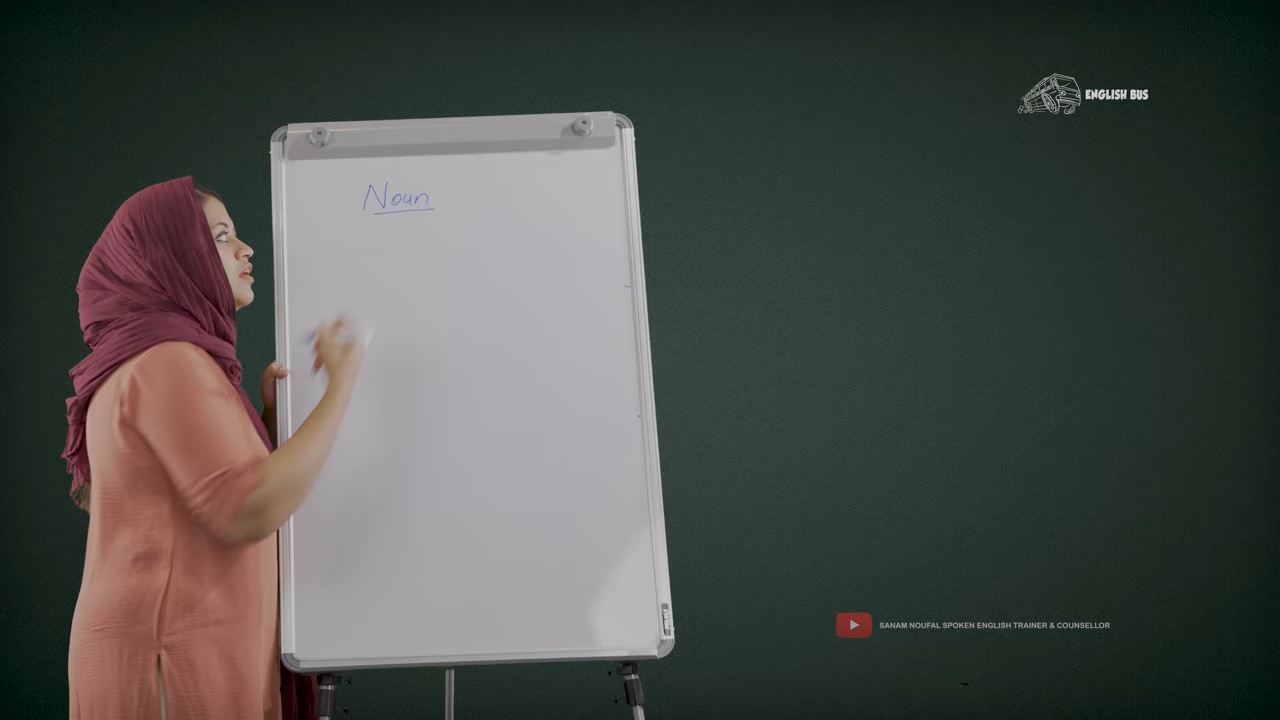 ENGLISH BUS
Noun
SANAM NOUFAL SPOKEN ENGLISH TRAINER & COUNSELLOR